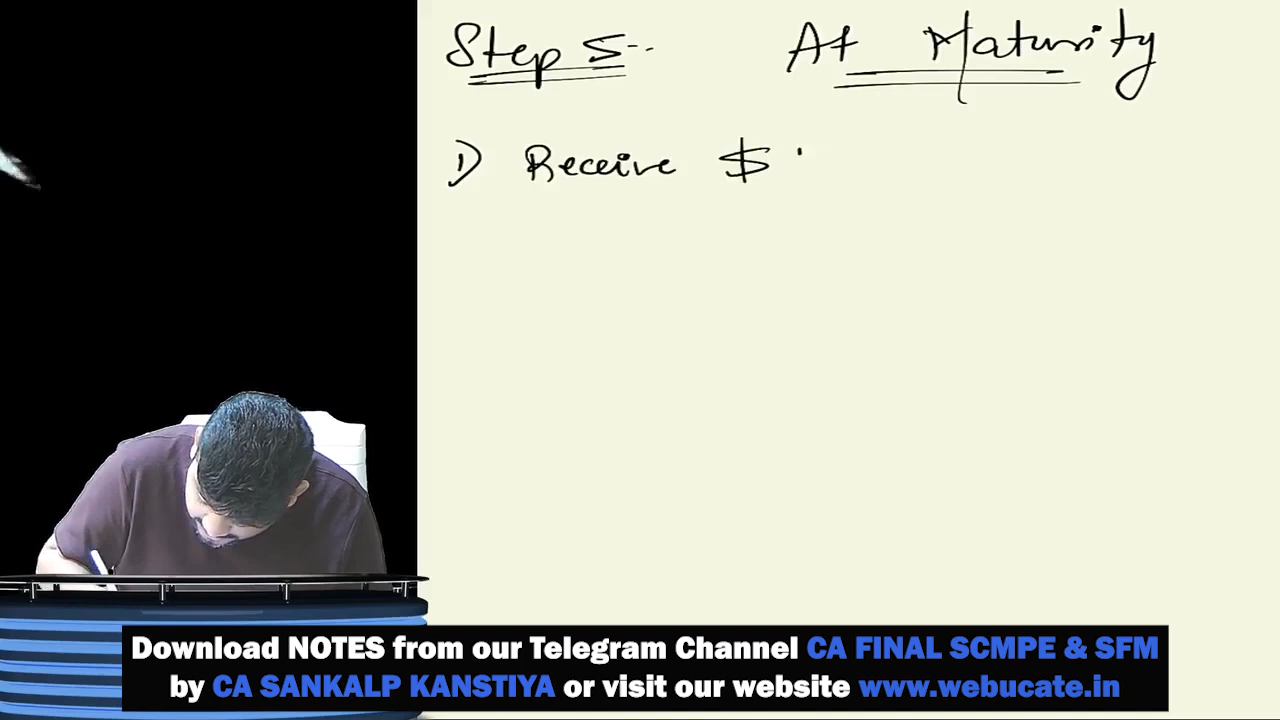 Step 5-- At Maturity
1) Receive $
Download NOTES from our Telegram Channel CA FINAL SCMPE & SFM
by CA SANKALP KANSTIYA or visit our website www.webucate.in